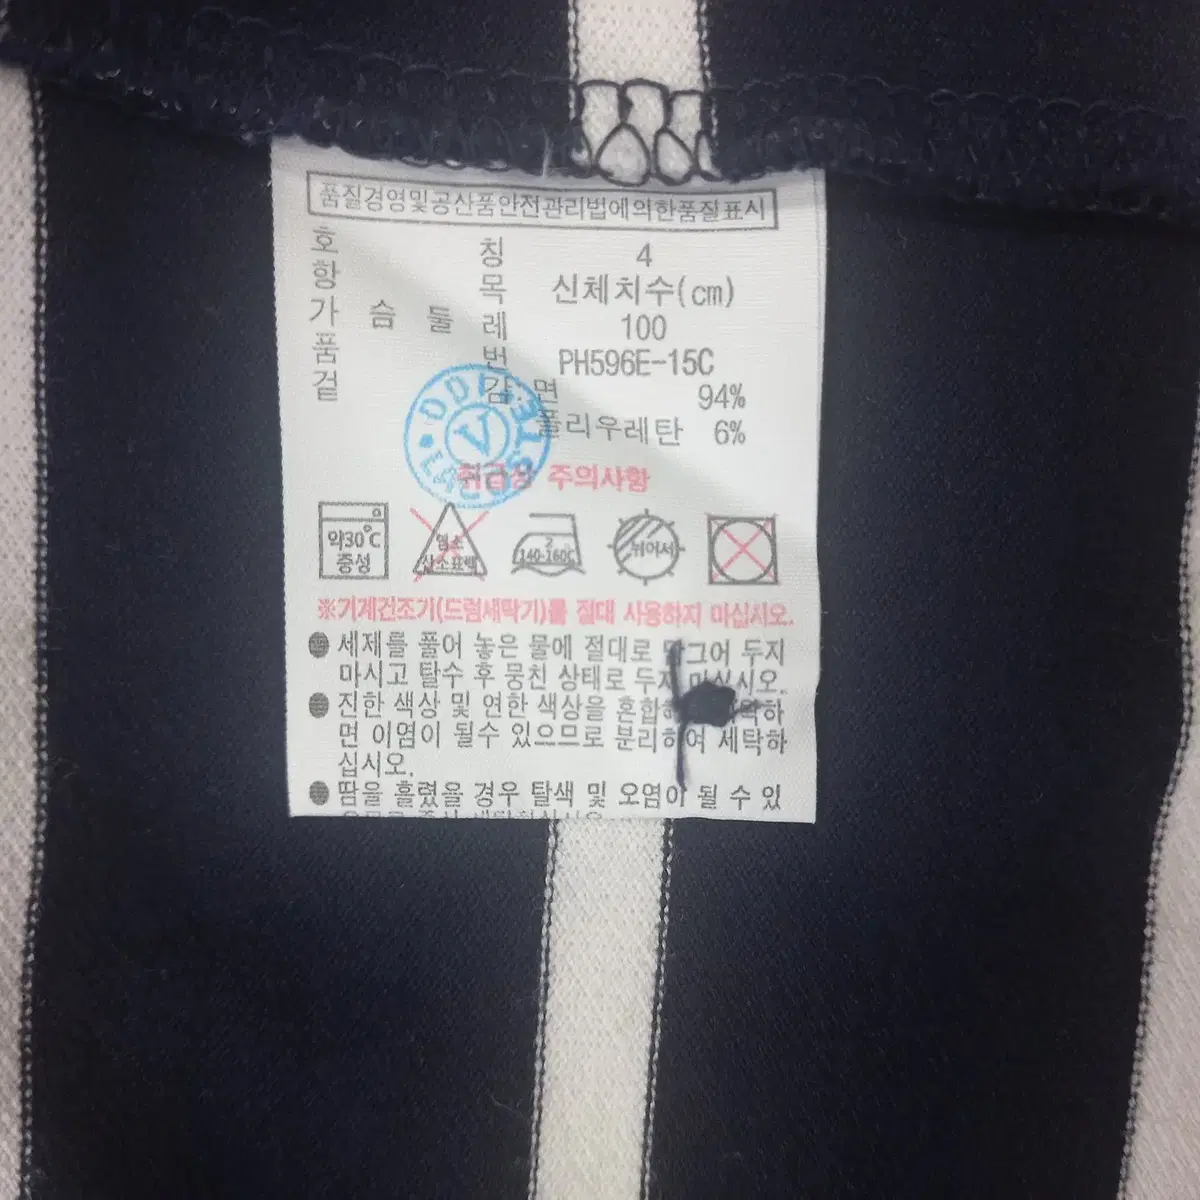 품질경영및공산품안전관리법에의한품질표시
호 칭 4
항 목 신체치수(cm)
가 슴 둘 레 100
품 번 PH596E-15C
겉 감: 면 94%
폴리우레탄 6%
취급상 주의사항
약30℃
중성
염소
산소표백
2
140-160C
뉘어서
※기계건조기(드럼세탁기)를 절대 사용하지 마십시오.
● 세제를 풀어 놓은 물에 절대로 담그어 두지
마시고 탈수 후 뭉친 상태로 두지 마십시오.
● 진한 색상 및 연한 색상을 혼합
면 이염이 될수 있으므로 분리하여 세탁하
십시오.
● 땀을 흘렸을 경우 탈색 및 오염이 될 수 있